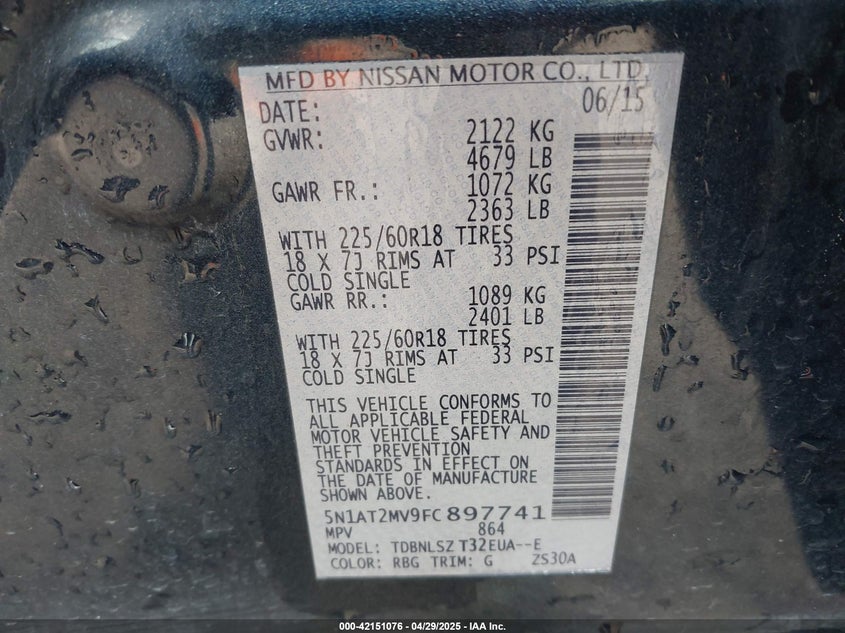 MFD BY NISSAN MOTOR CO., LTD.
DATE: 06/15
GVWR: 2122 KG
4679 LB
GAWR FR.: 1072 KG
2363 LB
WITH 225/60R18 TIRES
18 X 7J RIMS AT 33 PSI
COLD SINGLE
GAWR RR.: 1089 KG
2401 LB
WITH 225/60R18 TIRES
18 X 7J RIMS AT 33 PSI
COLD SINGLE
THIS VEHICLE CONFORMS TO
ALL APPLICABLE FEDERAL
MOTOR VEHICLE SAFETY AND
THEFT PREVENTION
STANDARDS IN EFFECT ON
THE DATE OF MANUFACTURE
SHOWN ABOVE.
5N1AT2MV9FC897741
MPV 864
MODEL: TDBNLSZ T32EUA--E
COLOR: RBG TRIM: G ZS30A
000-42151076 - 04/29/2025 - IAA Inc.